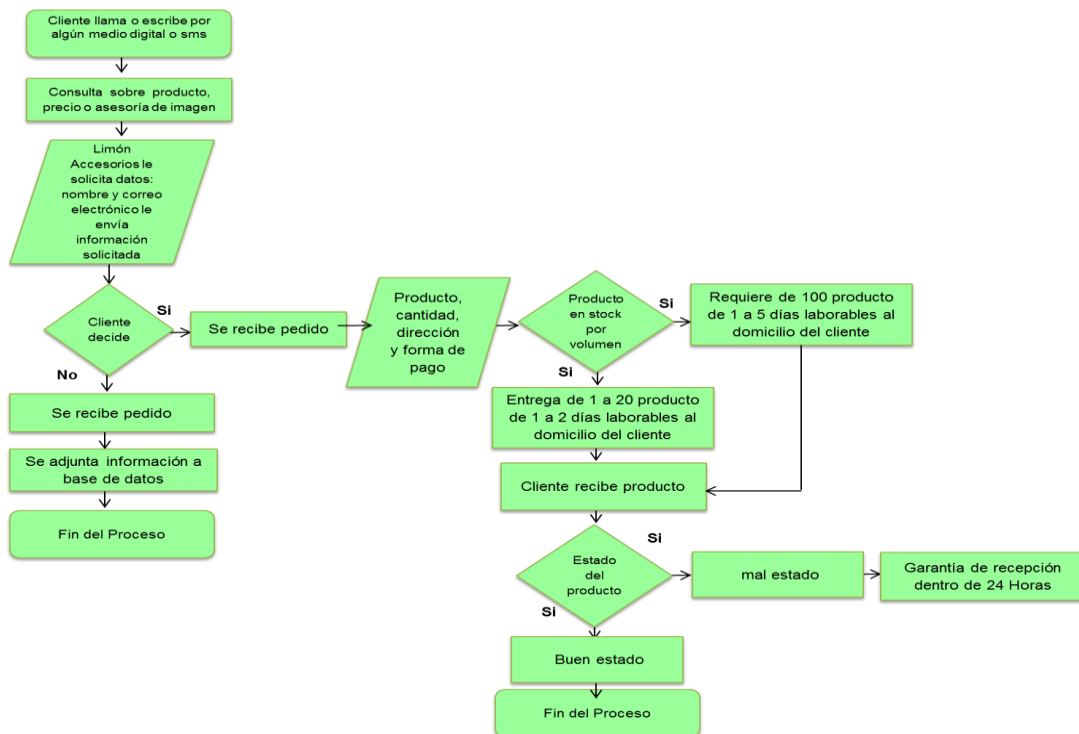 Cliente llama o escribe por
algún medio digital o sms
Consulta sobre producto,
precio o asesoría de imagen
Limón
Accesorios le
solicita datos:
nombre y correo
electrónico le
envía
información
solicitada
Cliente
decide
Si
No
Se recibe pedido
Producto,
cantidad,
dirección
y forma de
pago
Producto
en stock
por
volumen
Si
Requiere de 100 producto
de 1 a 5 días laborables al
domicilio del cliente
Si
Entrega de 1 a 20 producto
de 1 a 2 días laborables al
domicilio del cliente
Se recibe pedido
Se adjunta información a
base de datos
Fin del Proceso
Cliente recibe producto
Estado
del
producto
Si
mal estado
Garantía de recepción
dentro de 24 Horas
Si
Buen estado
Fin del Proceso